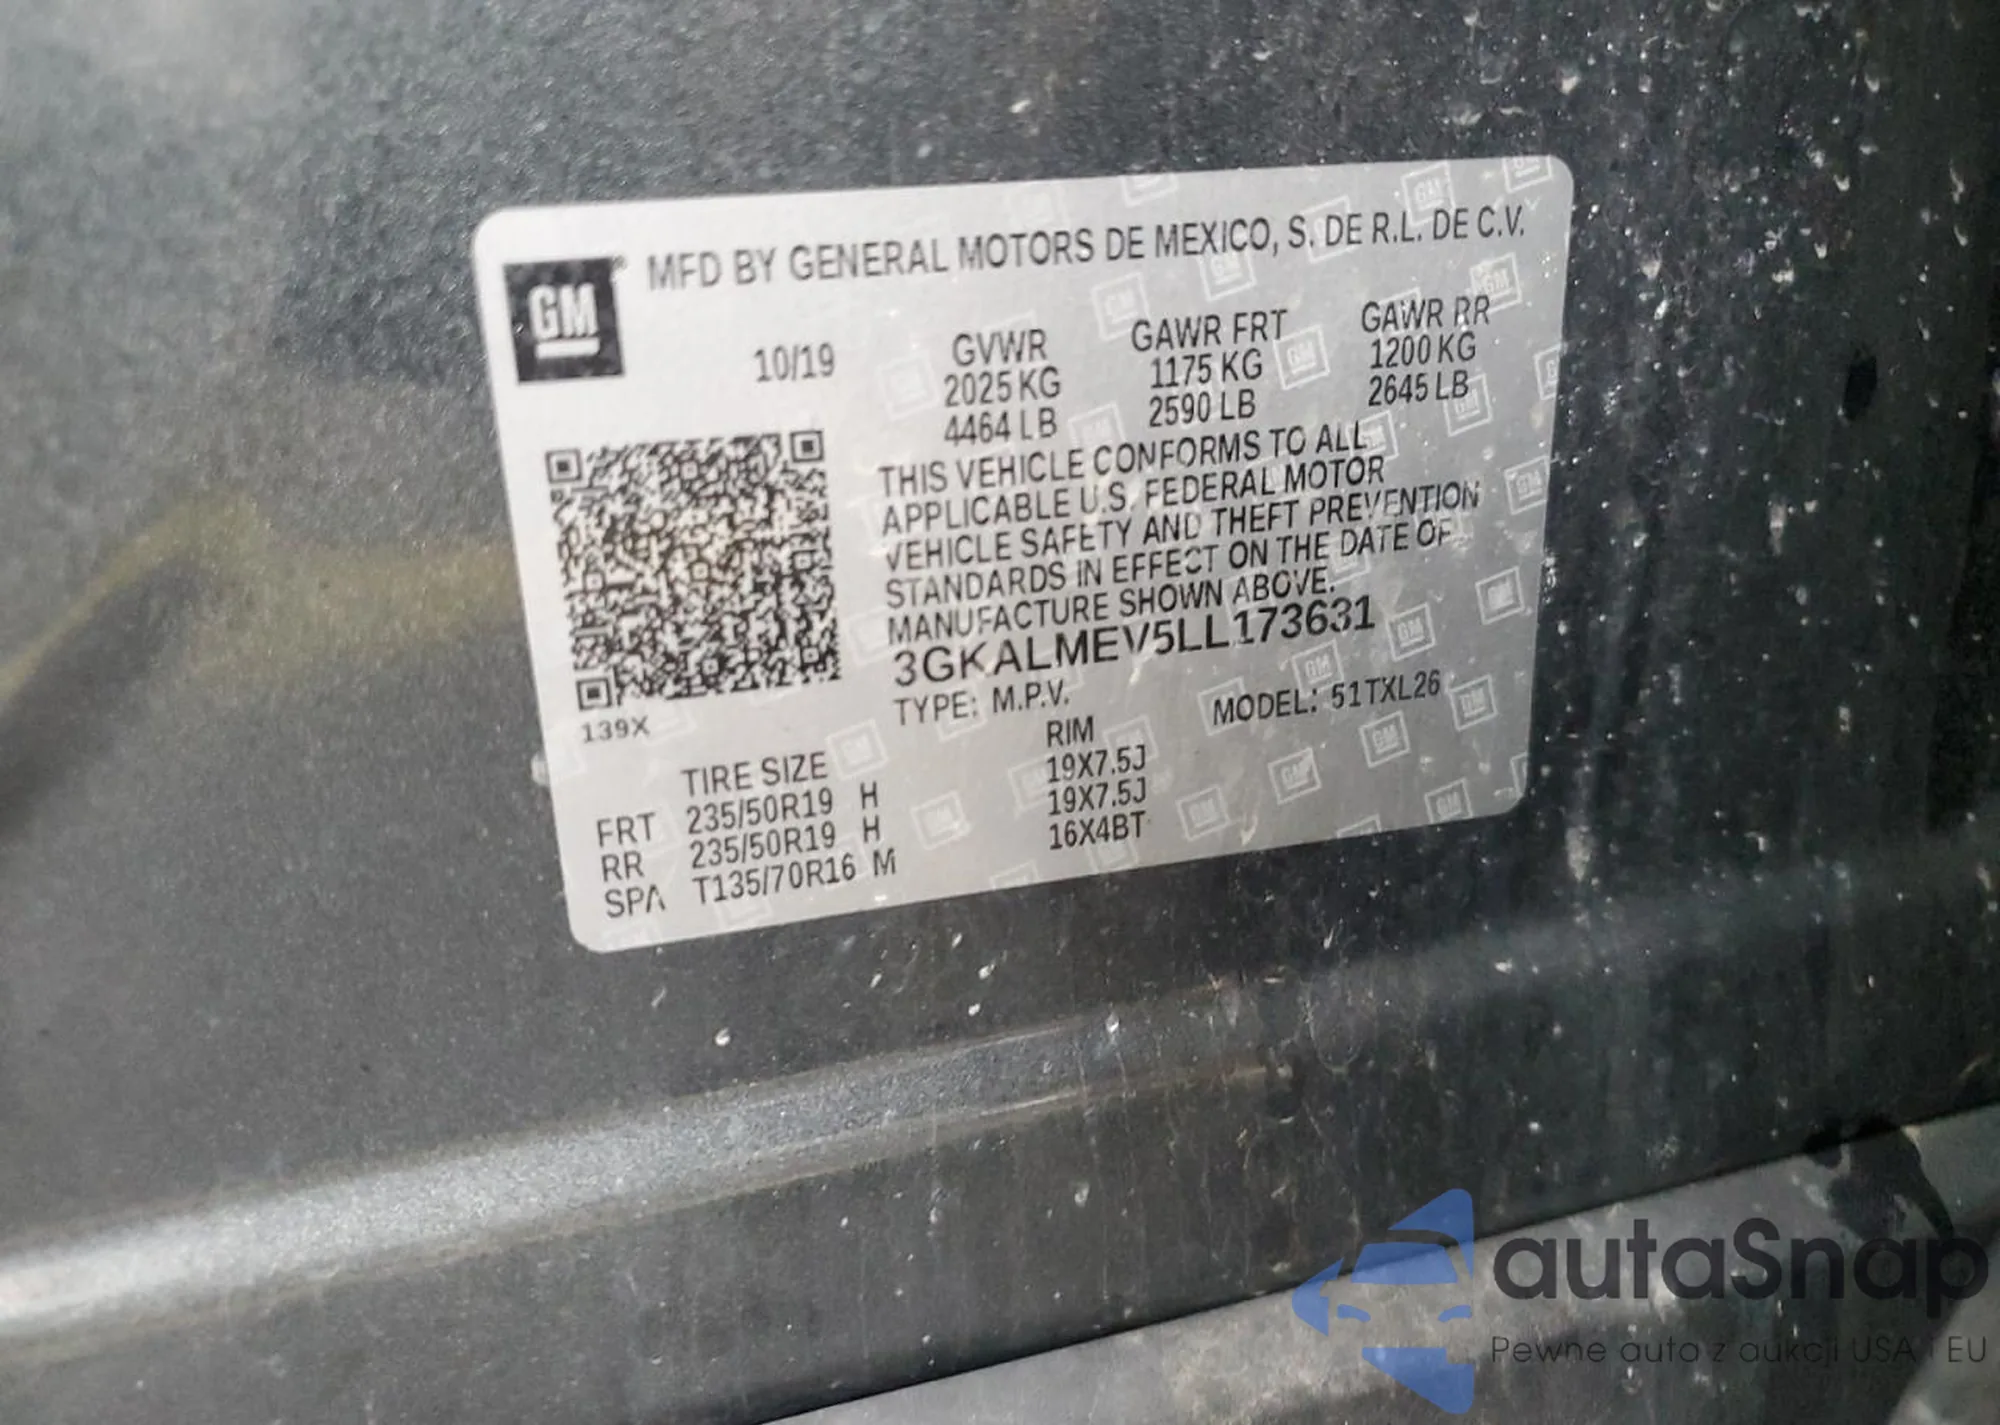 GM
MFD BY GENERAL MOTORS DE MEXICO, S. DE R.L. DE C.V.
10/19 GVWR GAWR FRT GAWR RR
2025 KG 1175 KG 1200 KG
4464 LB 2590 LB 2645 LB
THIS VEHICLE CONFORMS TO ALL
APPLICABLE U.S. FEDERAL MOTOR
VEHICLE SAFETY AND THEFT PREVENTION
STANDARDS IN EFFECT ON THE DATE OF
MANUFACTURE SHOWN ABOVE.
3GKALMEV5LL173631
TYPE: M.P.V. MODEL: 51TXL26
139X
TIRE SIZE RIM
FRT 235/50R19 H 19X7.5J
RR 235/50R19 H 19X7.5J
SPA T135/70R16 M 16X4BT
autaSnap
Pewne auta z aukcji USA i EU